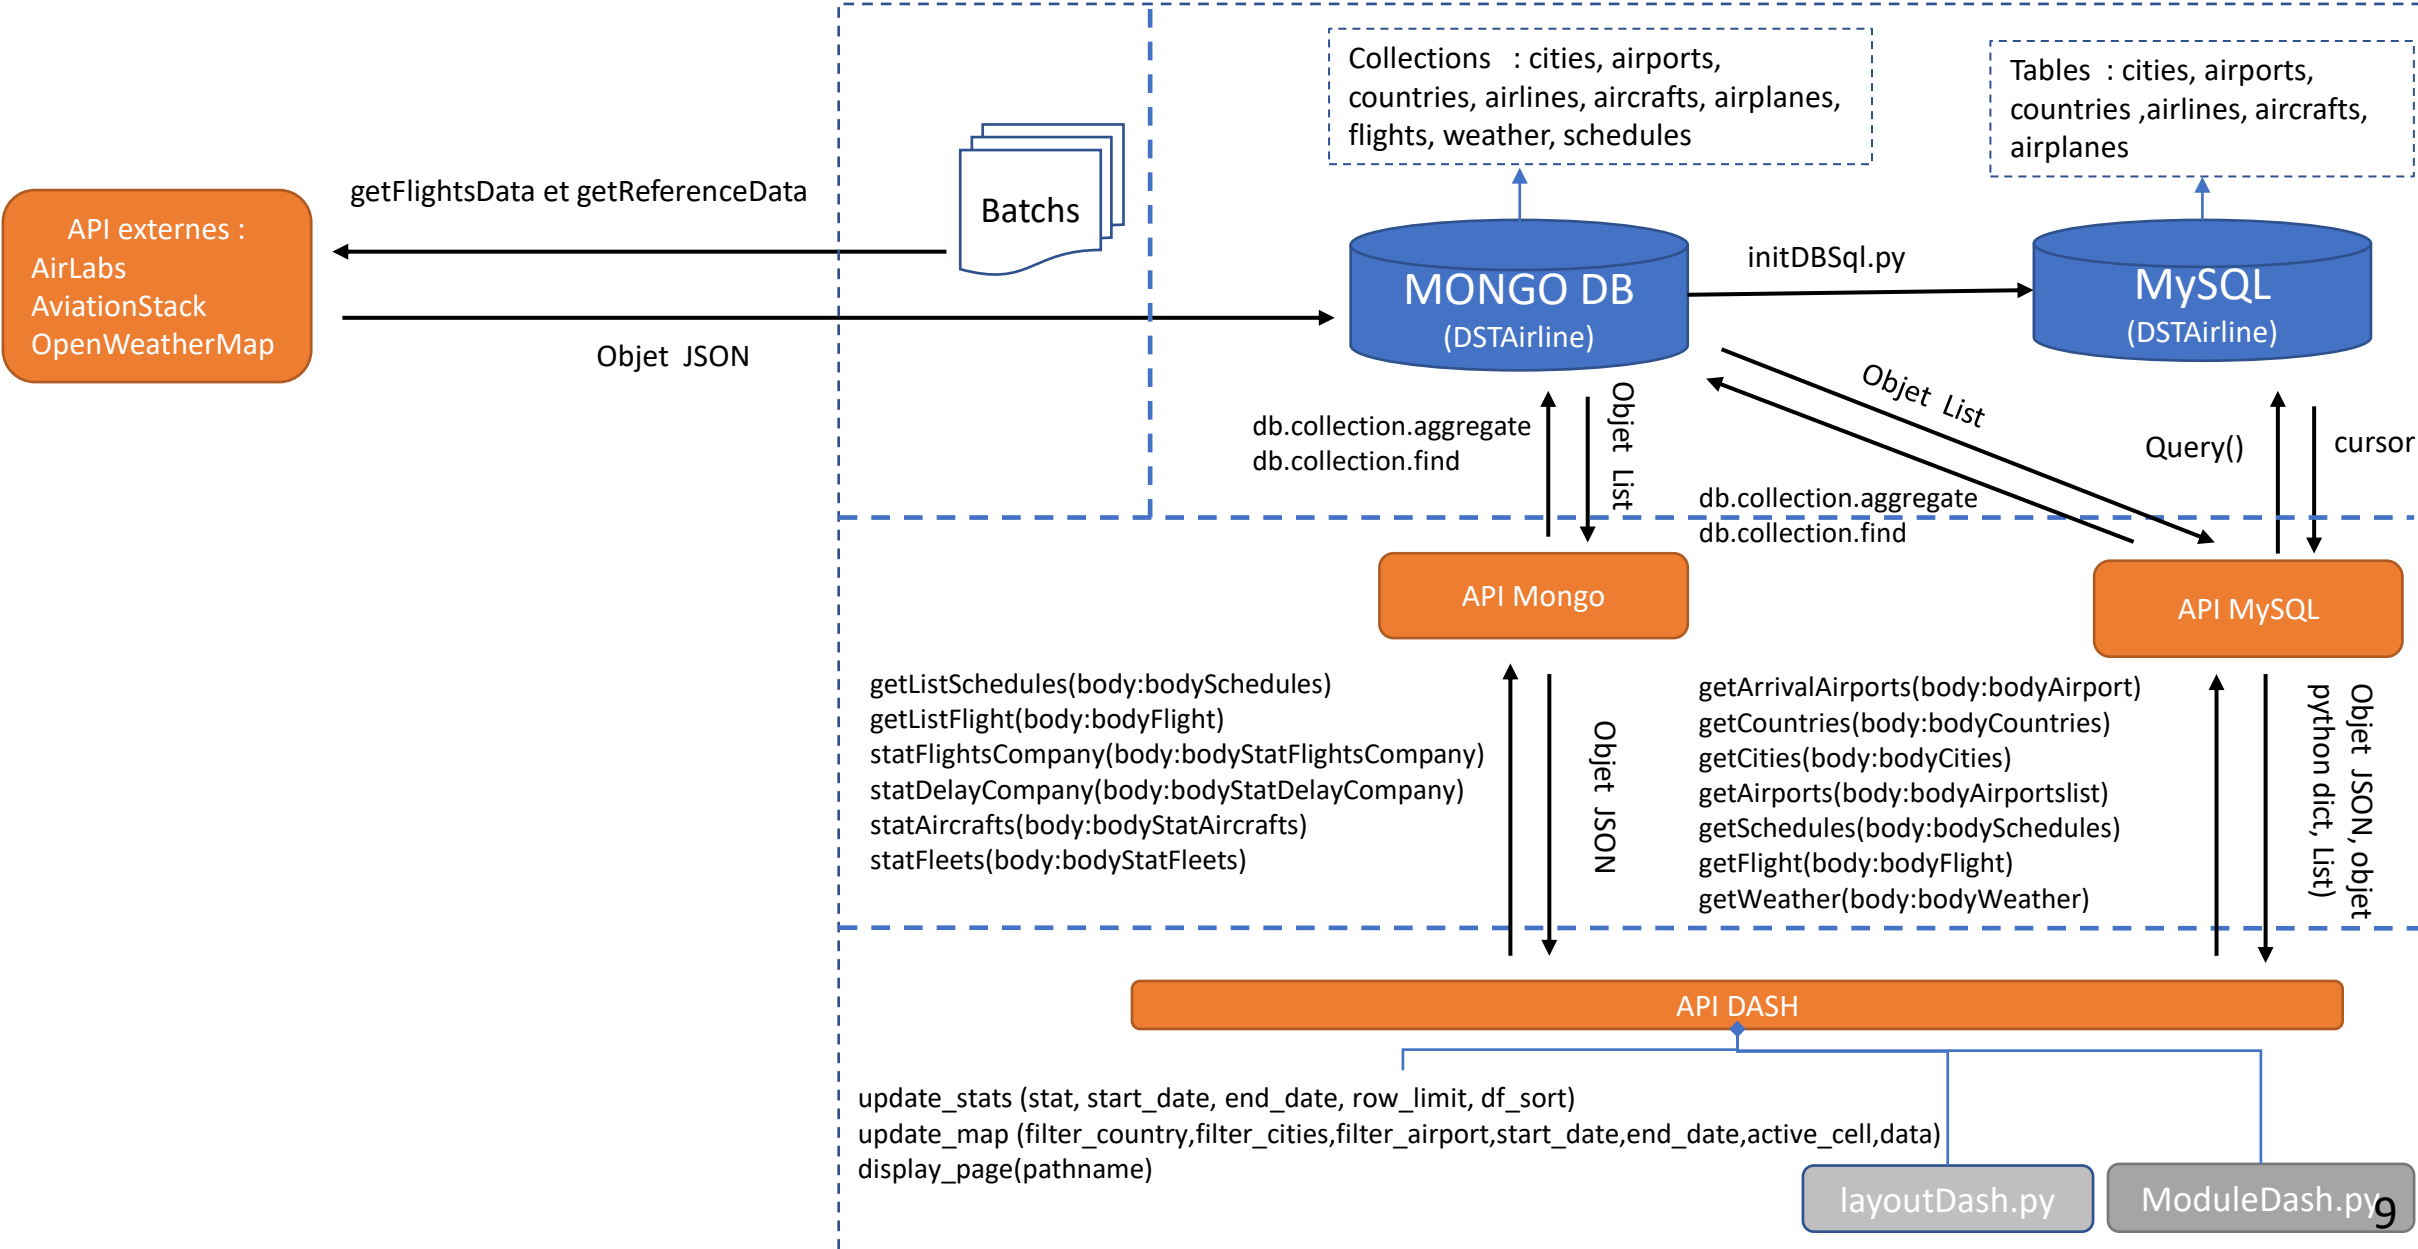 Collections : cities, airports,
countries, airlines, aircrafts, airplanes,
flights, weather, schedules
Tables : cities, airports,
countries ,airlines, aircrafts,
airplanes
getFlightsData et getReferenceData
Batchs
API externes :
AirLabs
AviationStack
OpenWeatherMap
Objet JSON
MONGO DB
(DSTAirline)
initDBSql.py
MySQL
(DSTAirline)
db.collection.aggregate
db.collection.find
Objet List
Objet List
db.collection.aggregate
db.collection.find
Query()
cursor
API Mongo
API MySQL
getListSchedules(body:bodySchedules)
getListFlight(body:bodyFlight)
statFlightsCompany(body:bodyStatFlightsCompany)
statDelayCompany(body:bodyStatDelayCompany)
statAircrafts(body:bodyStatAircrafts)
statFleets(body:bodyStatFleets)
Objet JSON
getArrivalAirports(body:bodyAirport)
getCountries(body:bodyCountries)
getCities(body:bodyCities)
getAirports(body:bodyAirportslist)
getSchedules(body:bodySchedules)
getFlight(body:bodyFlight)
getWeather(body:bodyWeather)
Objet JSON, objet
python dict, List)
API DASH
update_stats (stat, start_date, end_date, row_limit, df_sort)
update_map (filter_country,filter_cities,filter_airport,start_date,end_date,active_cell,data)
display_page(pathname)
layoutDash.py
ModuleDash.py
9